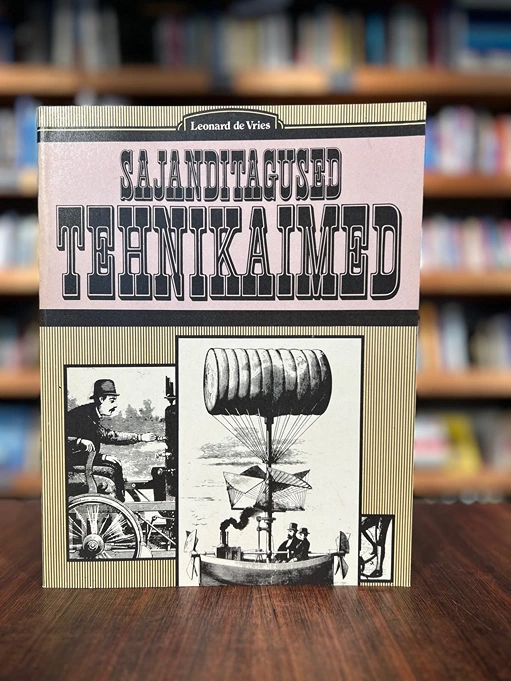 Leonard de Vries
SAJANDITAGUSED
TEHNIKAIMED